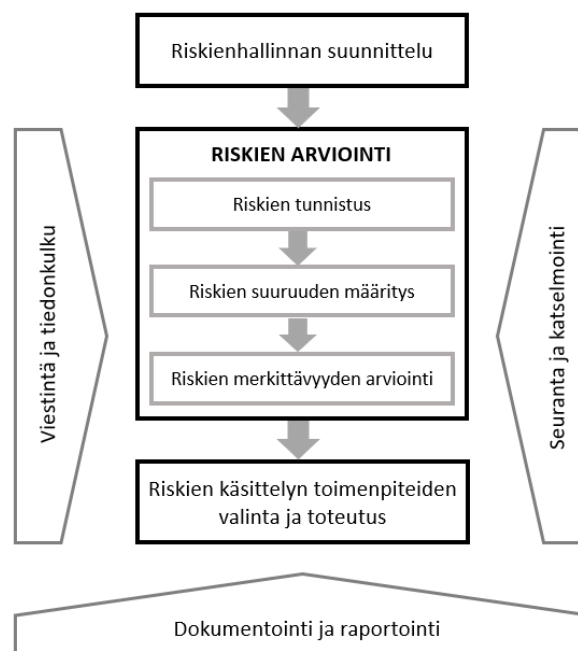 Riskienhallinnan suunnittelu
RISKIEN ARVIOINTI
Riskien tunnistus
Riskien suuruuden määritys
Riskien merkittävyyden arviointi
Riskien käsittelyn toimenpiteiden
valinta ja toteutus
Viestintä ja tiedonkulku
Seuranta ja katselmointi
Dokumentointi ja raportointi